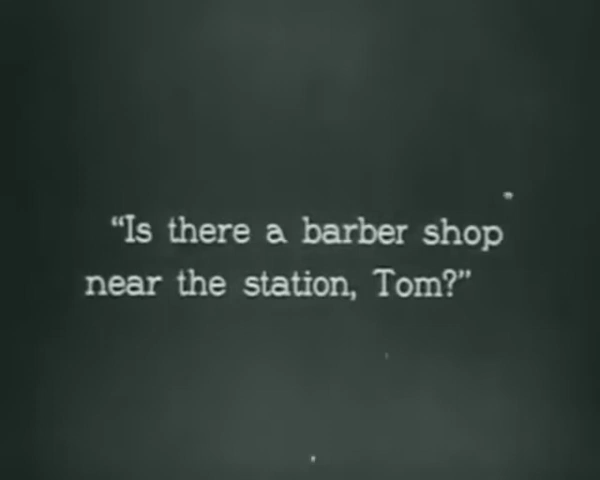 “Is there a barber shop
near the station, Tom?”